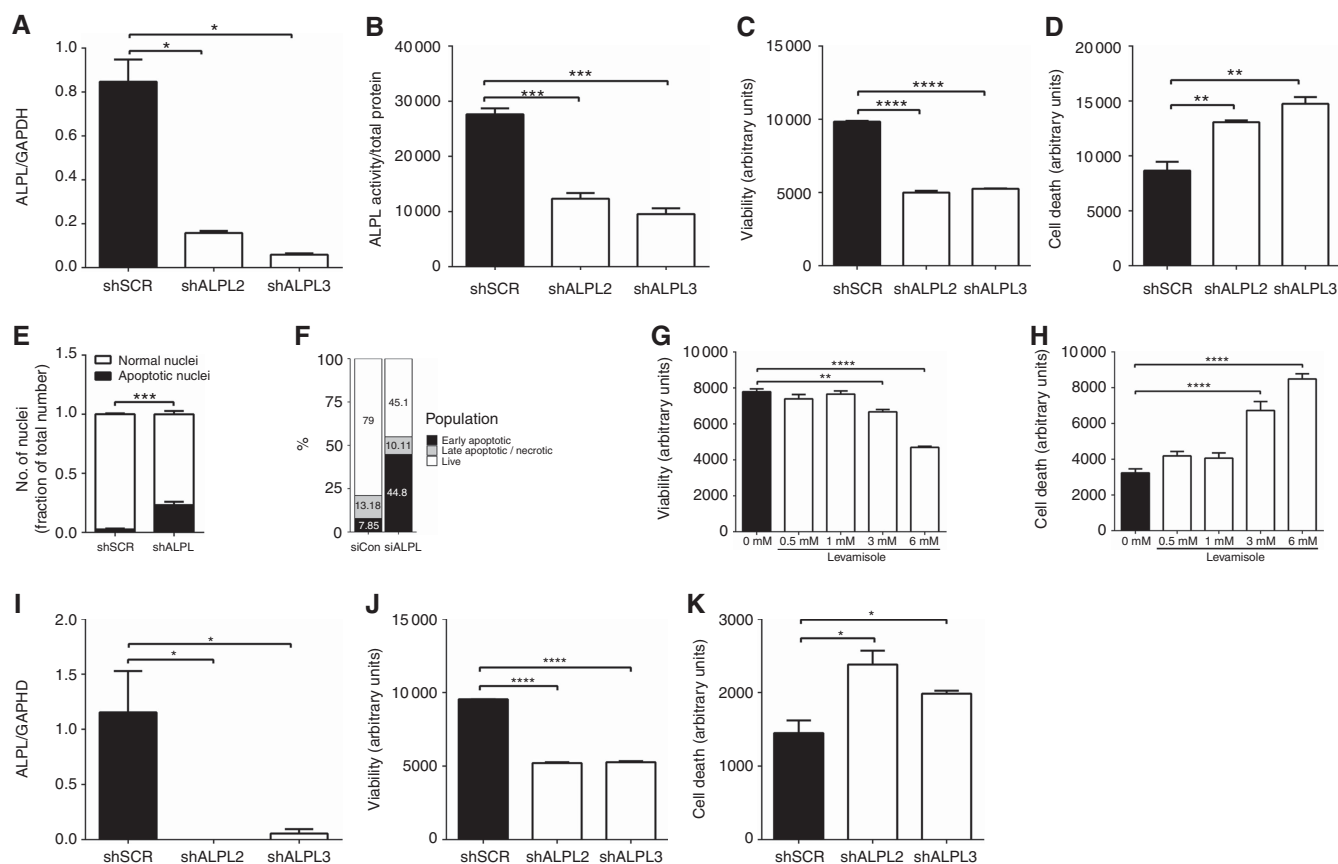 A
ALPL/GAPDH
1.0
0.8
0.6
0.4
0.2
0.0
*
*
shSCR
shALPL2
shALPL3
B
ALPL activity/total protein
40 000
30 000
20 000
10 000
0
***
***
shSCR
shALPL2
shALPL3
C
Viability (arbitrary units)
15 000
10 000
5000
0
****
****
shSCR
shALPL2
shALPL3
D
Cell death (arbitrary units)
20 000
15 000
10 000
5000
0
**
**
shSCR
shALPL2
shALPL3
E
No. of nuclei
(fraction of total number)
1.5
1.0
0.5
0.0
Normal nuclei
Apoptotic nuclei
***
shSCR
shALPL
F
%
100
75
50
25
0
79
13.18
7.85
45.1
10.11
44.8
siCon
siALPL
Population
Early apoptotic
Late apoptotic / necrotic
Live
G
Viability (arbitrary units)
10 000
8000
6000
4000
2000
0
****
**
0 mM
0.5 mM
1 mM
3 mM
6 mM
Levamisole
H
Cell death (arbitrary units)
10 000
8000
6000
4000
2000
0
****
****
0 mM
0.5 mM
1 mM
3 mM
6 mM
Levamisole
I
ALPL/GAPHD
2.0
1.5
1.0
0.5
0.0
*
*
shSCR
shALPL2
shALPL3
J
Viability (arbitrary units)
15 000
10 000
5000
0
****
****
shSCR
shALPL2
shALPL3
K
Cell death (arbitrary units)
3000
2000
1000
0
*
*
shSCR
shALPL2
shALPL3